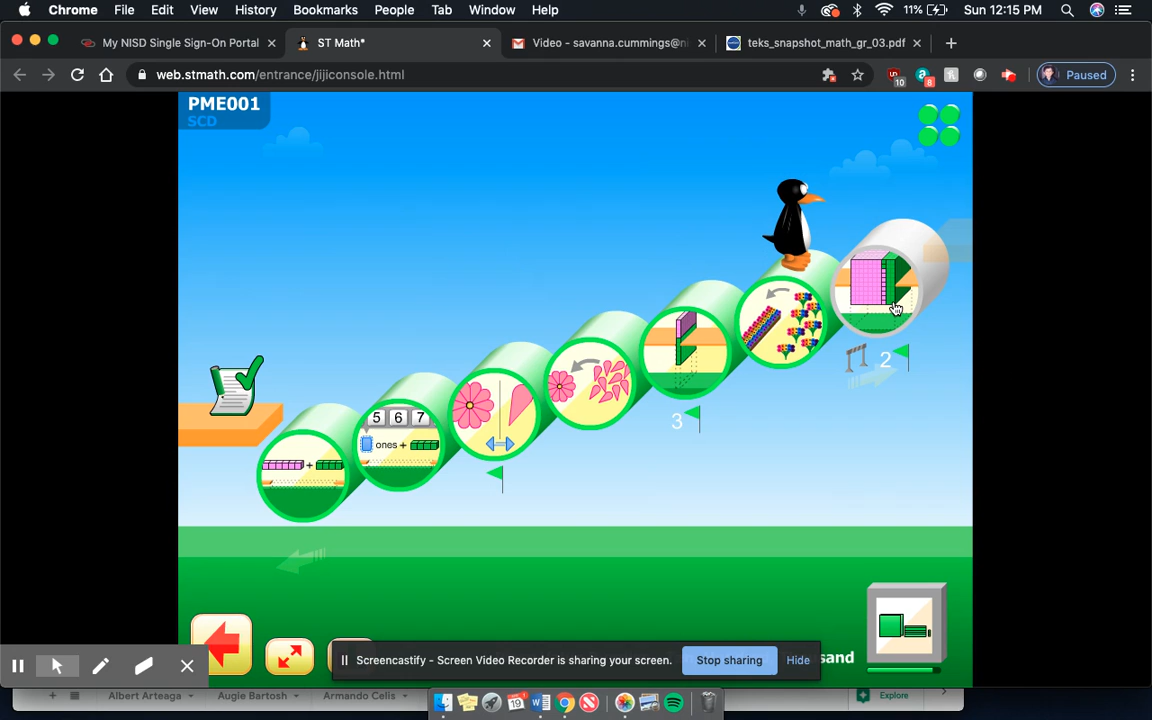 Chrome File Edit View History Bookmarks People Tab Window Help 11% Sun 12:15 PM
My NISD Single Sign-On Portal ST Math* Video - savanna.cummings@ni teks_snapshot_math_gr_03.pdf
web.stmath.com/entrance/jijiconsole.html 10 8 Paused
PME001
SCD
2
5 6 7
3
ones +
+
Screencastify - Screen Video Recorder is sharing your screen. Stop sharing Hide sand
Albert Arteaga Augie Bartosh Armando Celis Explore